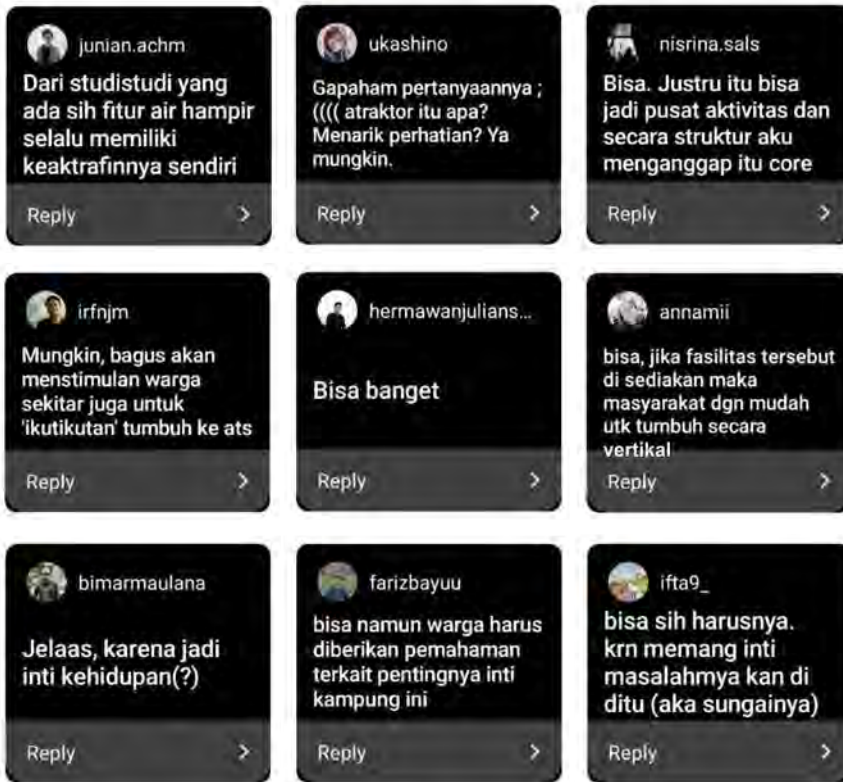 junian.achm
Dari studistudi yang
ada sih fitur air hampir
selalu memiliki
keaktrafinnya sendiri
Reply
ukashino
Gapaham pertanyaannya ;
(((( atraktor itu apa?
Menarik perhatian? Ya
mungkin.
Reply
nisrina.sals
Bisa. Justru itu bisa
jadi pusat aktivitas dan
secara struktur aku
menganggap itu core
Reply
irfnjm
Mungkin, bagus akan
menstimulan warga
sekitar juga untuk
'ikutikutan' tumbuh ke ats
Reply
hermawanjulians...
Bisa banget
Reply
annamii
bisa, jika fasilitas tersebut
di sediakan maka
masyarakat dgn mudah
utk tumbuh secara
vertikal
Reply
bimarmaulana
Jelaas, karena jadi
inti kehidupan(?)
Reply
farizbayuu
bisa namun warga harus
diberikan pemahaman
terkait pentingnya inti
kampung ini
Reply
ifta9_
bisa sih harusnya.
krn memang inti
masalahmya kan di
ditu (aka sungainya)
Reply